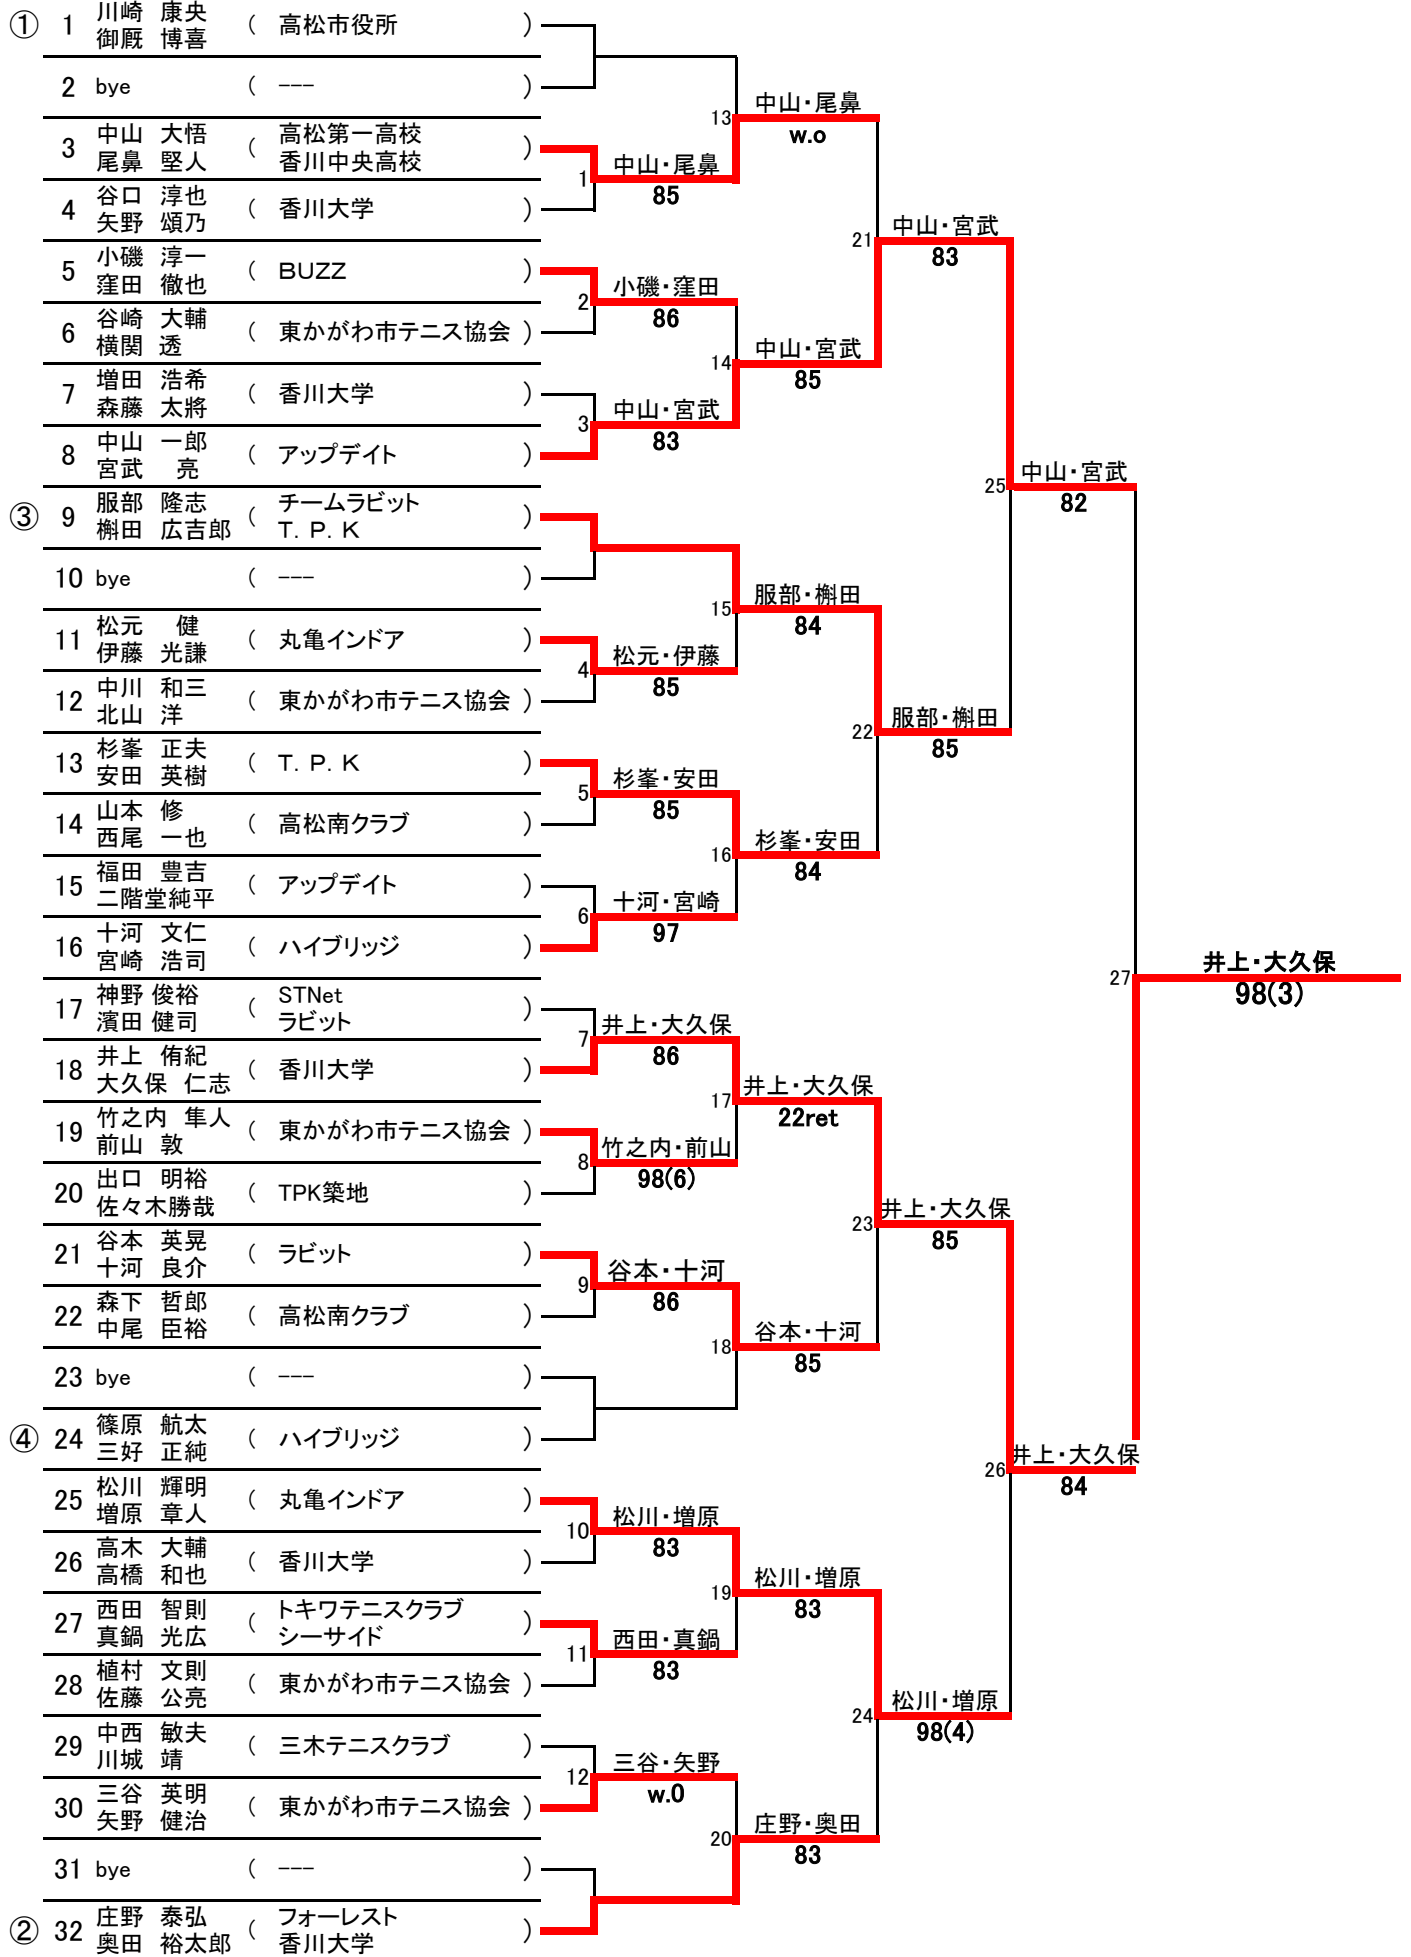 川崎 康央
① 1 ( 高松市役所 )
御厩 博喜
2 bye ( --- )
13 中山・尾鼻
w.o
中山 大悟 高松第一高校
3 ( )
尾鼻 堅人 香川中央高校
1 中山・尾鼻
85
谷口 淳也
4 ( 香川大学 )
矢野 頌乃
21 中山・宮武
83
小磯 淳一
5 ( BUZZ )
窪田 徹也
2 小磯・窪田
86
谷崎 大輔
6 ( 東かがわ市テニス協会 )
横関 透
14 中山・宮武
85
増田 浩希
7 ( 香川大学 )
森藤 太將
3 中山・宮武
83
中山 一郎
8 ( アップデイト )
宮武 亮
25 中山・宮武
82
服部 隆志 チームラビット
③ 9 ( )
槲田 広吉郎 T. P. K
10 bye ( --- )
15 服部・槲田
84
松元 健
11 ( 丸亀インドア )
伊藤 光謙
4 松元・伊藤
85
中川 和三
12 ( 東かがわ市テニス協会 )
北山 洋
22 服部・槲田
85
杉峯 正夫
13 ( T. P. K )
安田 英樹
5 杉峯・安田
85
山本 修
14 ( 高松南クラブ )
西尾 一也
16 杉峯・安田
84
福田 豊吉
15 ( アップデイト )
二階堂純平
6 十河・宮崎
97
十河 文仁
16 ( ハイブリッジ )
宮崎 浩司
27 井上・大久保
98(3)
神野 俊裕 STNet
17 ( )
濱田 健司 ラビット
7 井上・大久保
86
井上 侑紀
18 ( 香川大学 )
大久保 仁志
17 井上・大久保
22ret
竹之内 隼人
19 ( 東かがわ市テニス協会 )
前山 敦
8 竹之内・前山
98(6)
出口 明裕
20 ( TPK築地 )
佐々木勝哉
23 井上・大久保
85
谷本 英晃
21 ( ラビット )
十河 良介
9 谷本・十河
86
森下 哲郎
22 ( 高松南クラブ )
中尾 臣裕
18 谷本・十河
85
23 bye ( --- )
篠原 航太
④ 24 ( ハイブリッジ )
三好 正純
26 井上・大久保
84
松川 輝明
25 ( 丸亀インドア )
増原 章人
10 松川・増原
83
高木 大輔
26 ( 香川大学 )
高橋 和也
19 松川・増原
83
西田 智則 トキワテニスクラブ
27 ( )
真鍋 光広 シーサイド
11 西田・真鍋
83
植村 文則
28 ( 東かがわ市テニス協会 )
佐藤 公亮
24 松川・増原
98(4)
中西 敏夫
29 ( 三木テニスクラブ )
川城 靖
12 三谷・矢野
w.0
三谷 英明
30 ( 東かがわ市テニス協会 )
矢野 健治
20 庄野・奥田
83
31 bye ( --- )
庄野 泰弘 フォーレスト
② 32 ( )
奥田 裕太郎 香川大学